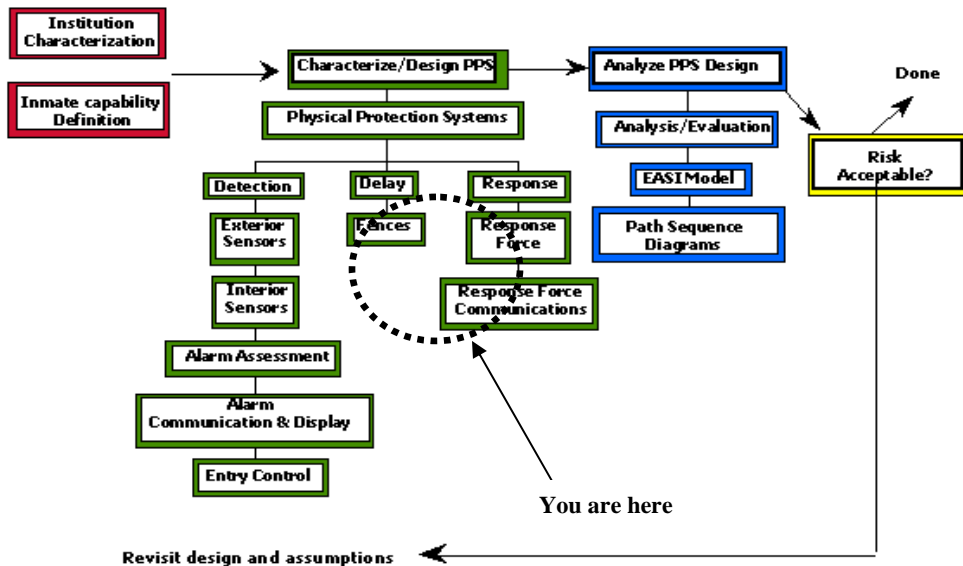 Institution
Characterization
Inmate capability
Definition
Characterize/Design PPS
Analyze PPS Design
Done
Physical Protection Systems
Analysis/Evaluation
Risk
Acceptable?
Detection
Delay
Response
EASI Model
Exterior
Sensors
Fences
Response
Force
Path Sequence
Diagrams
Interior
Sensors
Response Force
Communications
Alarm Assessment
Alarm
Communication & Display
Entry Control
You are here
Revisit design and assumptions